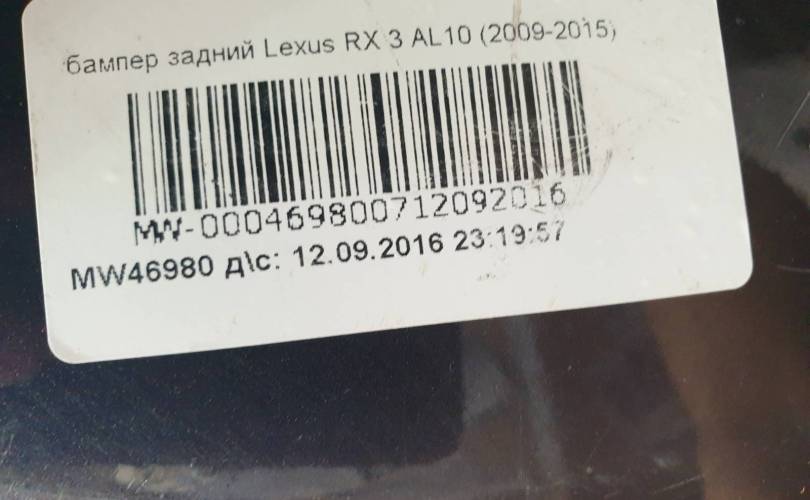 бампер задний Lexus RX 3 AL10 (2009-2015)
MW-000469800712092016
MW46980 д\с: 12.09.2016 23:19:57